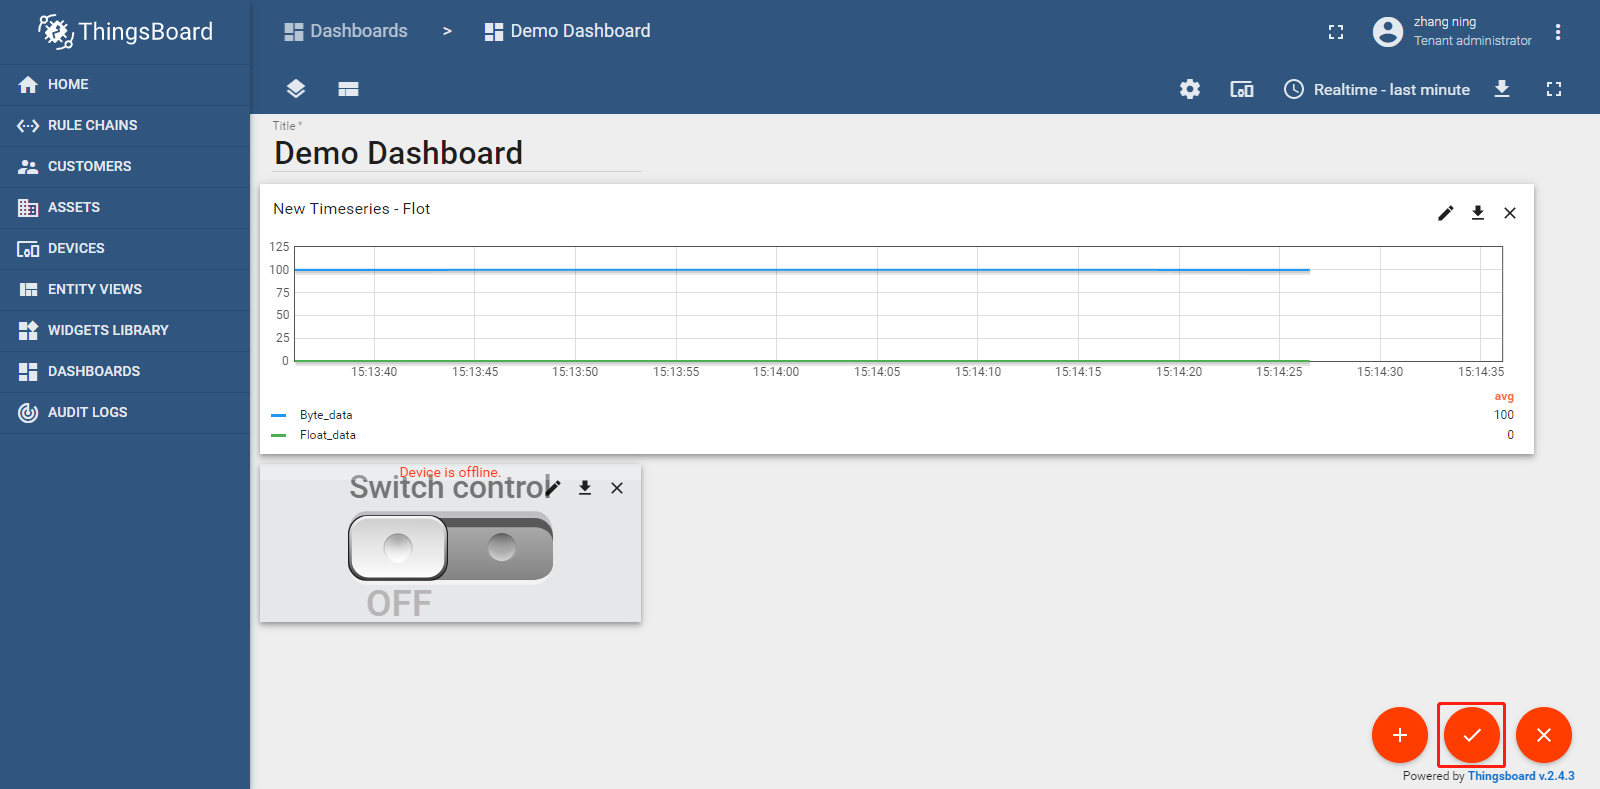 ThingsBoard
Dashboards > Demo Dashboard
zhang ning
Tenant administrator
HOME
RULE CHAINS
CUSTOMERS
ASSETS
DEVICES
ENTITY VIEWS
WIDGETS LIBRARY
DASHBOARDS
AUDIT LOGS
Realtime - last minute
Title *
Demo Dashboard
New Timeseries - Flot
125
100
75
50
25
0
15:13:40 15:13:45 15:13:50 15:13:55 15:14:00 15:14:05 15:14:10 15:14:15 15:14:20 15:14:25 15:14:30 15:14:35
avg
Byte_data 100
Float_data 0
Device is offline.
Switch control
OFF
Powered by Thingsboard v.2.4.3